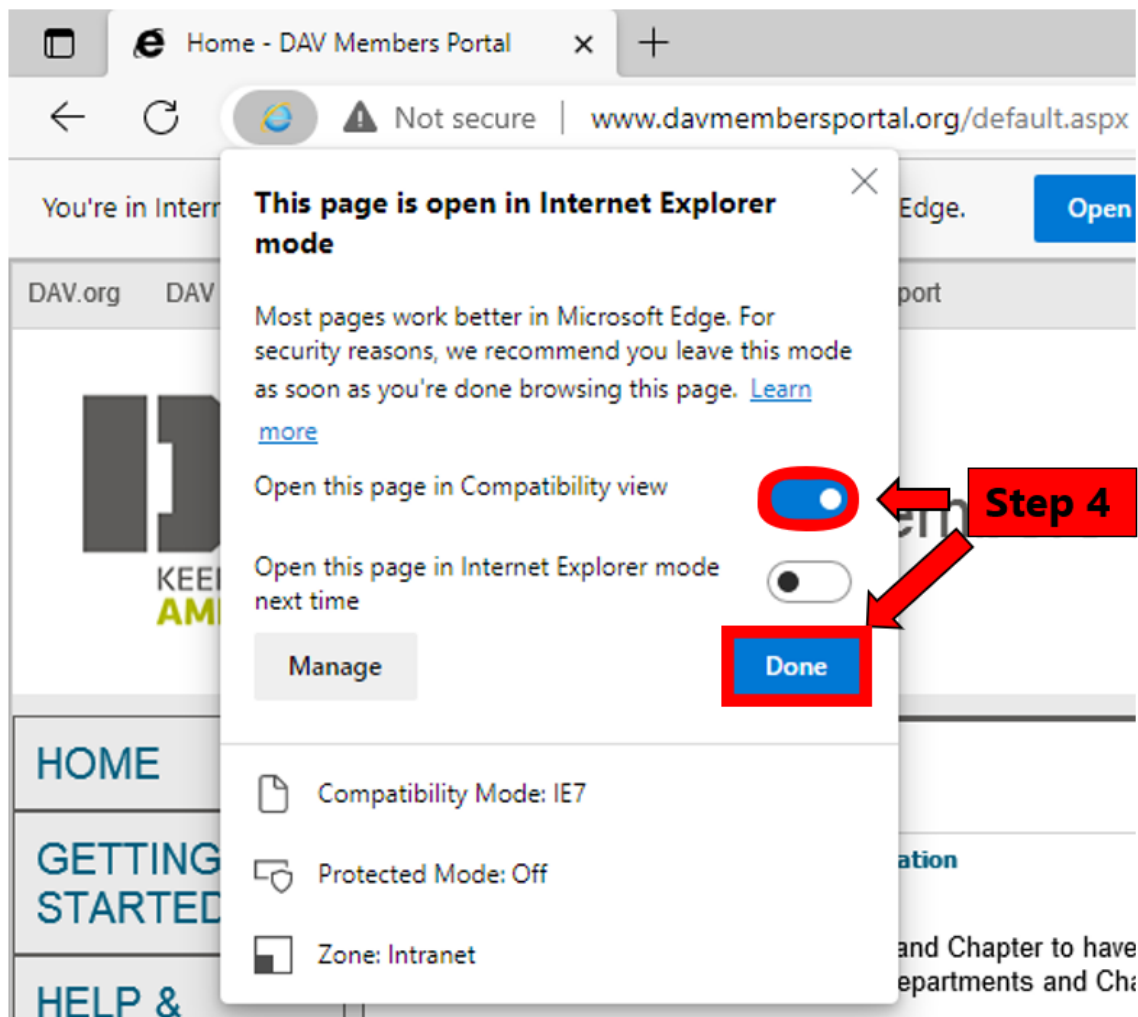 Home - DAV Members Portal
Not secure | www.davmembersportal.org/default.aspx
You're in Intern
Edge.
Open
This page is open in Internet Explorer
mode
DAV.org DAV
port
Most pages work better in Microsoft Edge. For
security reasons, we recommend you leave this mode
as soon as you're done browsing this page. Learn
more
Open this page in Compatibility view
Step 4
Open this page in Internet Explorer mode
next time
KEE
AM
Manage
Done
HOME
Compatibility Mode: IE7
GETTING
STARTED
ation
Protected Mode: Off
and Chapter to have
Zone: Intranet
epartments and Cha
HELP &